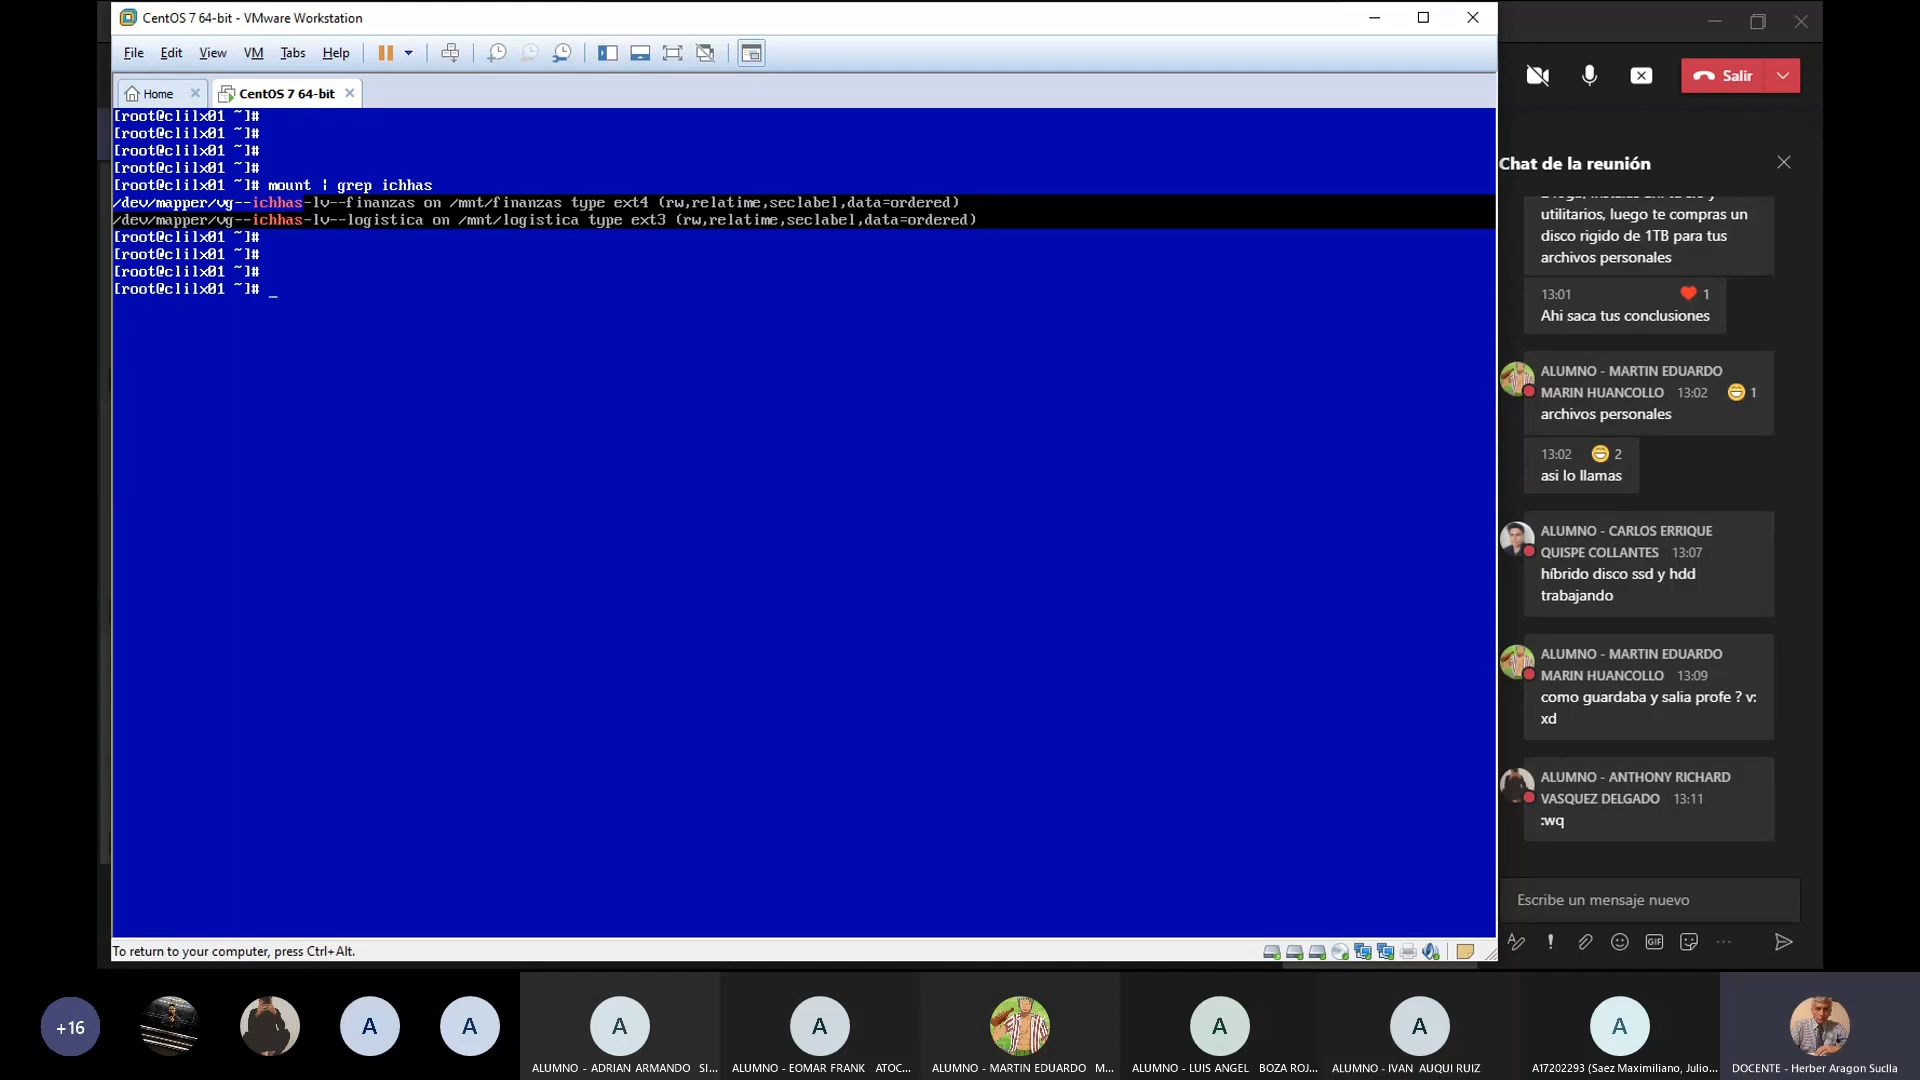 CentOS 7 64-bit - VMware Workstation
File Edit View VM Tabs Help
Home CentOS 7 64-bit
[root@clilx01 ~]#
[root@clilx01 ~]#
[root@clilx01 ~]#
[root@clilx01 ~]#
[root@clilx01 ~]# mount | grep ichhas
/dev/mapper/vg--ichhas-lv--finanzas on /mnt/finanzas type ext4 (rw,relatime,seclabel,data=ordered)
/dev/mapper/vg--ichhas-lv--logistica on /mnt/logistica type ext3 (rw,relatime,seclabel,data=ordered)
[root@clilx01 ~]#
[root@clilx01 ~]#
[root@clilx01 ~]#
[root@clilx01 ~]# _
To return to your computer, press Ctrl+Alt.
Salir
Chat de la reunión
utilitarios, luego te compras un
disco rigido de 1TB para tus
archivos personales
13:01 1
Ahi saca tus conclusiones
ALUMNO - MARTIN EDUARDO
MARIN HUANCOLLO 13:02 1
archivos personales
13:02 2
asi lo llamas
ALUMNO - CARLOS ERRIQUE
QUISPE COLLANTES 13:07
híbrido disco ssd y hdd
trabajando
ALUMNO - MARTIN EDUARDO
MARIN HUANCOLLO 13:09
como guardaba y salia profe ? v:
xd
ALUMNO - ANTHONY RICHARD
VASQUEZ DELGADO 13:11
:wq
Escribe un mensaje nuevo
GIF
+16
A
A
A
ALUMNO - ADRIAN ARMANDO SI...
A
ALUMNO - EOMAR FRANK ATOC...
ALUMNO - MARTIN EDUARDO M...
A
ALUMNO - LUIS ANGEL BOZA ROJ...
A
ALUMNO - IVAN AUQUI RUIZ
A
A17202293 (Saez Maximiliano, Julio...
DOCENTE - Herber Aragon Suclla